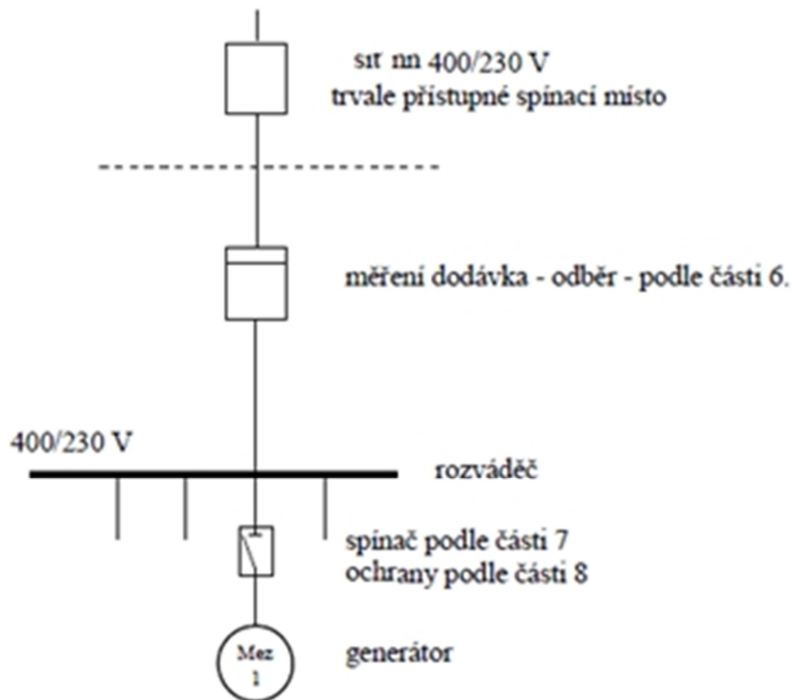 síť nn 400/230 V
trvale přístupné spínací místo
měření dodávka - odběr - podle části 6.
400/230 V
rozváděč
spínač podle části 7
ochrany podle části 8
Mez
1
generátor